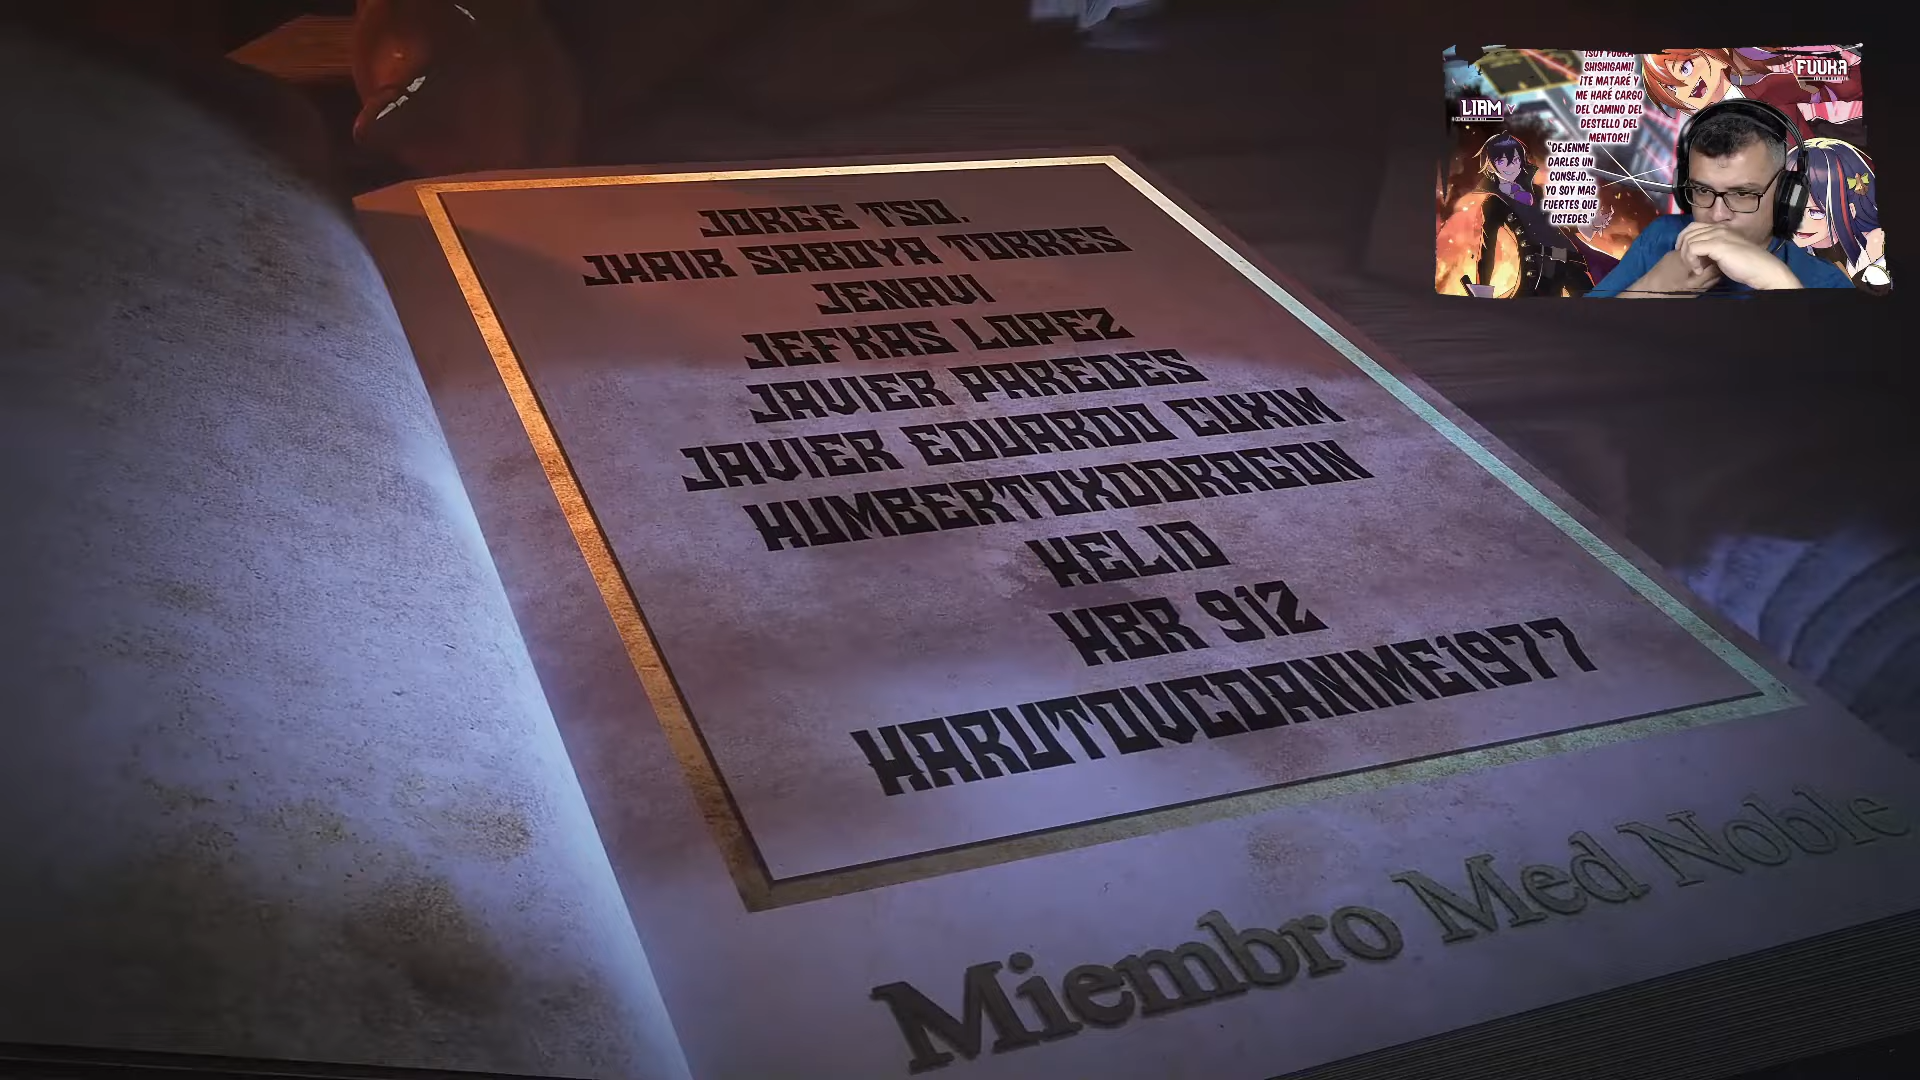 JORGE TSO.
JHAIR SABOYA TORRES
JENAVI
JEFKAS LOPEZ
JAVIER PAREDES
JAVIER EDUARDO CUXIM
HUMBERTOXDDRAGON
HELID
HBR 912
HARUTOVCDANIME1977
Miembro Med Noble
¡SOY FUUKA
SHISHIGAMI!
¡TE MATARÉ Y
ME HARÉ CARGO
DEL CAMINO DEL
DESTELLO DEL
MENTOR!!
"DEJENME
DARLES UN
CONSEJO...
YO SOY MAS
FUERTES QUE
USTEDES."
LIAM
FUUKA